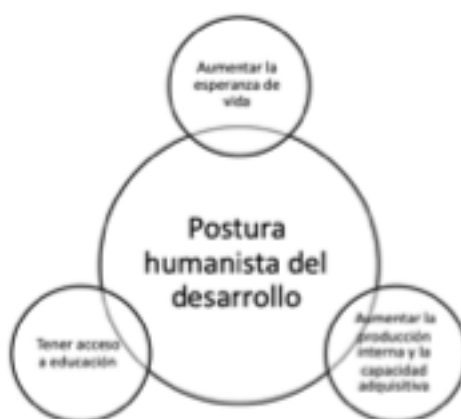 Aumentar la
esperanza de
vida
Postura
humanista del
desarrollo
Tener acceso
a educación
Aumentar la
producción
interna y la
capacidad
adquisitiva